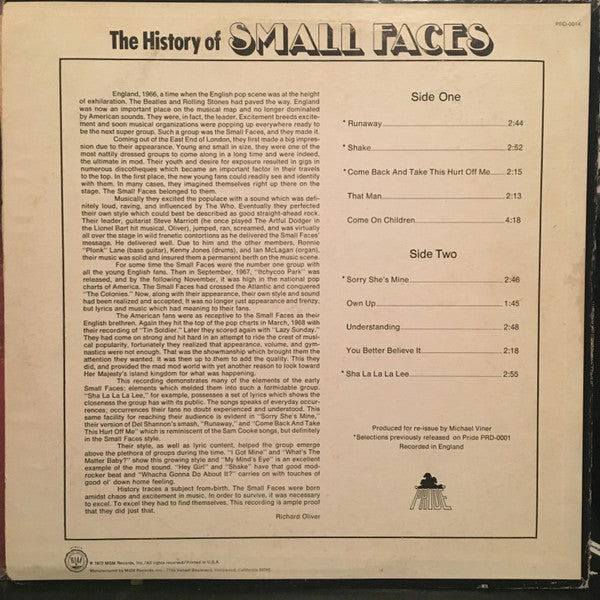 The History of SMALL FACES
PRD-0014
England, 1966, a time when the English pop scene was at the height
of exhilaration. The Beatles and Rolling Stones had paved the way. England
was now an important place on the musical map and no longer dominated
by American sounds. They were, in fact, the leader. Excitement breeds excite-
ment and soon musical organizations were popping up everywhere ready to
be the next super group. Such a group was the Small Faces, and they made it.
Coming out of the East End of London, they first made a big impres-
sion due to their appearance. Young and small in size, they were one of the
most nattily dressed groups to come along in a long time and were indeed,
the ultimate in mod. Their youth and desire for exposure resulted in gigs in
numerous discotheques which became an important factor in their travels
to the top. In the first place, the new young fans could readily see and identify
with them. In many cases, they imagined themselves right up there on the
stage. The Small Faces belonged to them.
Musically they excited the populace with a sound which was defin-
itely loud, raving, and influenced by The Who. Eventually they perfected
their own style which could best be described as good straight-ahead rock.
Their leader, guitarist Steve Marriott (he once played The Artful Dodger in
the Lionel Bart hit musical, Oliver), jumped, ran, screamed, and was virtually
all over the stage in wild frenetic contortions as he delivered the Small Faces'
message. He delivered well. Due to him and the other members, Ronnie
"Plonk" Lane (bass guitar), Kenny Jones (drums), and Ian McLagan (organ),
their music was solid and insured them a permanent berth on the music scene.
For some time the Small Faces were the number one group with
all the young English fans. Then in September, 1967, "Itchycoo Park" was
released, and by the following November, it was high in the national pop
charts of America. The Small Faces had crossed the Atlantic and conquered
"The Colonies." Now, along with their appearance, their own style and sound
had been realized and accepted. It was no longer just appearance and frenzy,
but lyrics and music which had meaning to their fans.
The American fans were as receptive to the Small Faces as their
English brethren. Again they hit the top of the pop charts in March, 1968 with
their recording of "Tin Soldier." Later they scored again with "Lazy Sunday."
They had come on strong and hit hard in an attempt to ride the crest of musi-
cal popularity, fortunately they realized that appearance, volume, and gym-
nastics were not enough. That was the showmanship which brought them the
attention they wanted. It was then up to them to add the quality. This they
did, and provided the mad mod world with yet another reason to look toward
Her Majesty's island kingdom for what was happening.
This recording demonstrates many of the elements of the early
Small Faces; elements which melded them into such a formidable group.
"Sha La La La Lee," for example, possesses a set of lyrics which shows the
closeness the group has with its public. The songs speaks of everyday occur-
rences; occurrences their fans no doubt experienced and understood. This
same facility for reaching their audience is evident in "Sorry She's Mine,"
their version of Del Shannon's smash, "Runaway," and "Come Back And Take
This Hurt Off Me" which is reminiscent of the Sam Cooke songs, but definitely
in the Small Faces style.
Their style, as well as lyric content, helped the group emerge
above the plethora of groups during the time. "I Got Mine" and "What's The
Matter Baby?" show this growing style and "My Mind's Eye" is an excellent
example of the mod sound. "Hey Girl" and "Shake" have that good mod-
rocker beat and "Whacha Gonna Do About It?" carries on with touches of
good ol' down home feeling.
History traces a subject from birth. The Small Faces were born
amidst chaos and excitement in music. In order to survive, it was necessary
to excel. To excel they had to find themselves. This recording is ample proof
that they did just that.
Richard Oliver
Side One
*Runaway 2:44
*Shake 2:52
*Come Back And Take This Hurt Off Me 2:15
That Man 2:13
Come On Children 4:18
Side Two
*Sorry She's Mine 2:46
Own Up 1:45
Understanding 2:48
You Better Believe It 2:18
*Sha La La La Lee 2:55
Produced for re-issue by Michael Viner
*Selections previously released on Pride PRD-0001
Recorded in England
PRIDE
MGM
℗ 1972 MGM Records, Inc./All rights reserved/Printed in U.S.A.
Manufactured by MGM Records, Inc. - 7165 Sunset Boulevard, Hollywood, California 90046